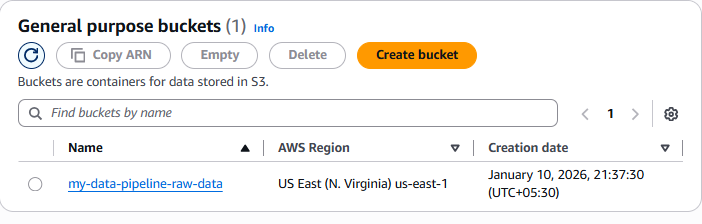 General purpose buckets (1) Info
Copy ARN Empty Delete Create bucket
Buckets are containers for data stored in S3.
Find buckets by name 1
Name AWS Region Creation date
my-data-pipeline-raw-data US East (N. Virginia) us-east-1 January 10, 2026, 21:37:30
(UTC+05:30)